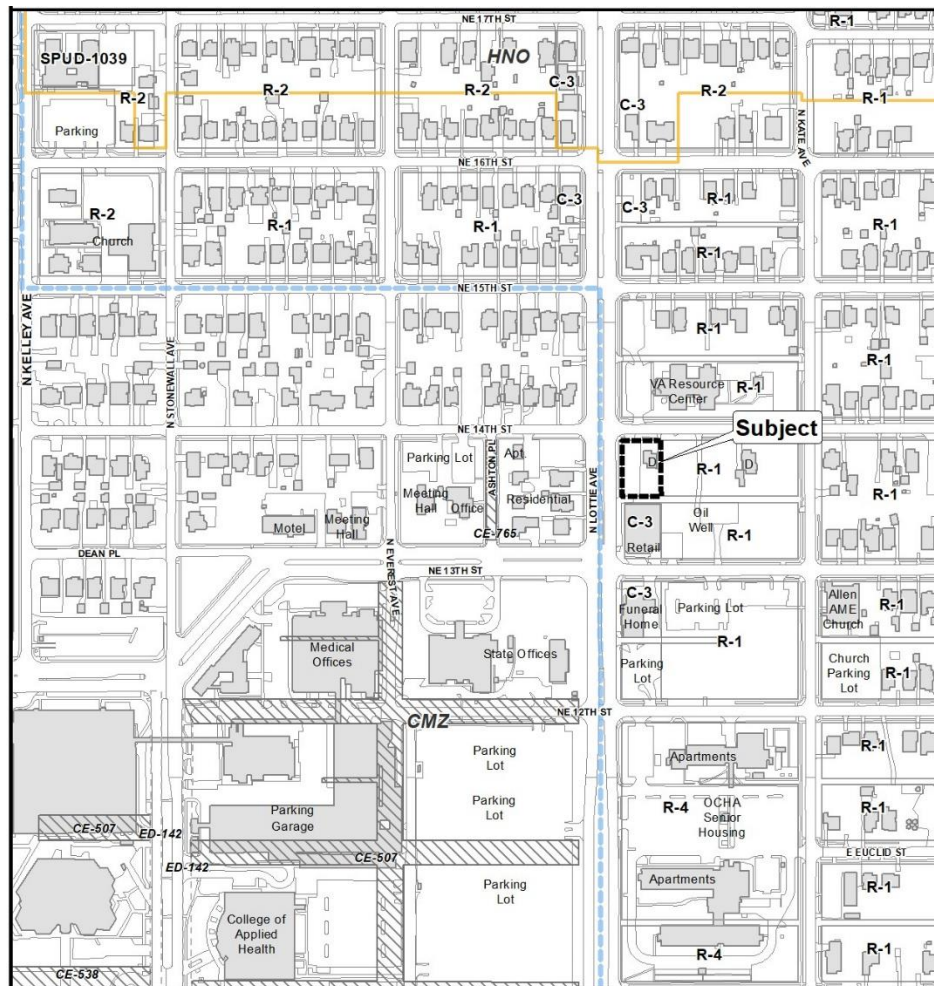 NE 17TH ST
R-1
SPUD-1039
HNO
R-1
R-2
R-2
R-2
C-3
C-3
R-2
R-1
Parking
N KATE AVE
NE 16TH ST
R-2
Church
R-1
R-1
C-3
C-3
R-1
R-1
R-1
NE 15TH ST
N KELLEY AVE
N STONEWALL AVE
R-1
R-1
VA Resource
Center
R-1
NE 14TH ST
Subject
Parking Lot
ASHTON PL
Apt.
N LOTTIE AVE
D
R-1
D
Meeting
Hall
Office
Residential
R-1
Motel
Meeting
Hall
CE-765
C-3
Retail
Oil
Well
R-1
DEAN PL
N EVEREST AVE
NE 13TH ST
C-3
Funeral
Home
Parking Lot
Allen
AME
Church
R-1
Medical
Offices
State Offices
R-1
Parking
Lot
Church
Parking
Lot
R-1
CMZ
NE 12TH ST
Parking
Lot
Apartments
R-1
Parking
Garage
Parking
Lot
R-4
OCHA
Senior
Housing
R-1
CE-507
ED-142
ED-142
CE-507
E EUCLID ST
Parking
Lot
Apartments
R-1
College of
Applied
Health
R-4
R-1
CE-538